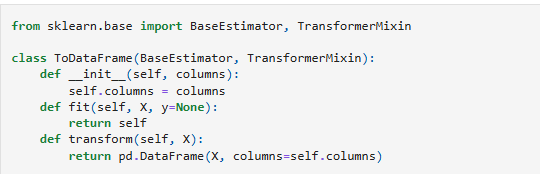 from sklearn.base import BaseEstimator, TransformerMixin
class ToDataFrame(BaseEstimator, TransformerMixin):
    def __init__(self, columns):
        self.columns = columns
    def fit(self, X, y=None):
        return self
    def transform(self, X):
        return pd.DataFrame(X, columns=self.columns)